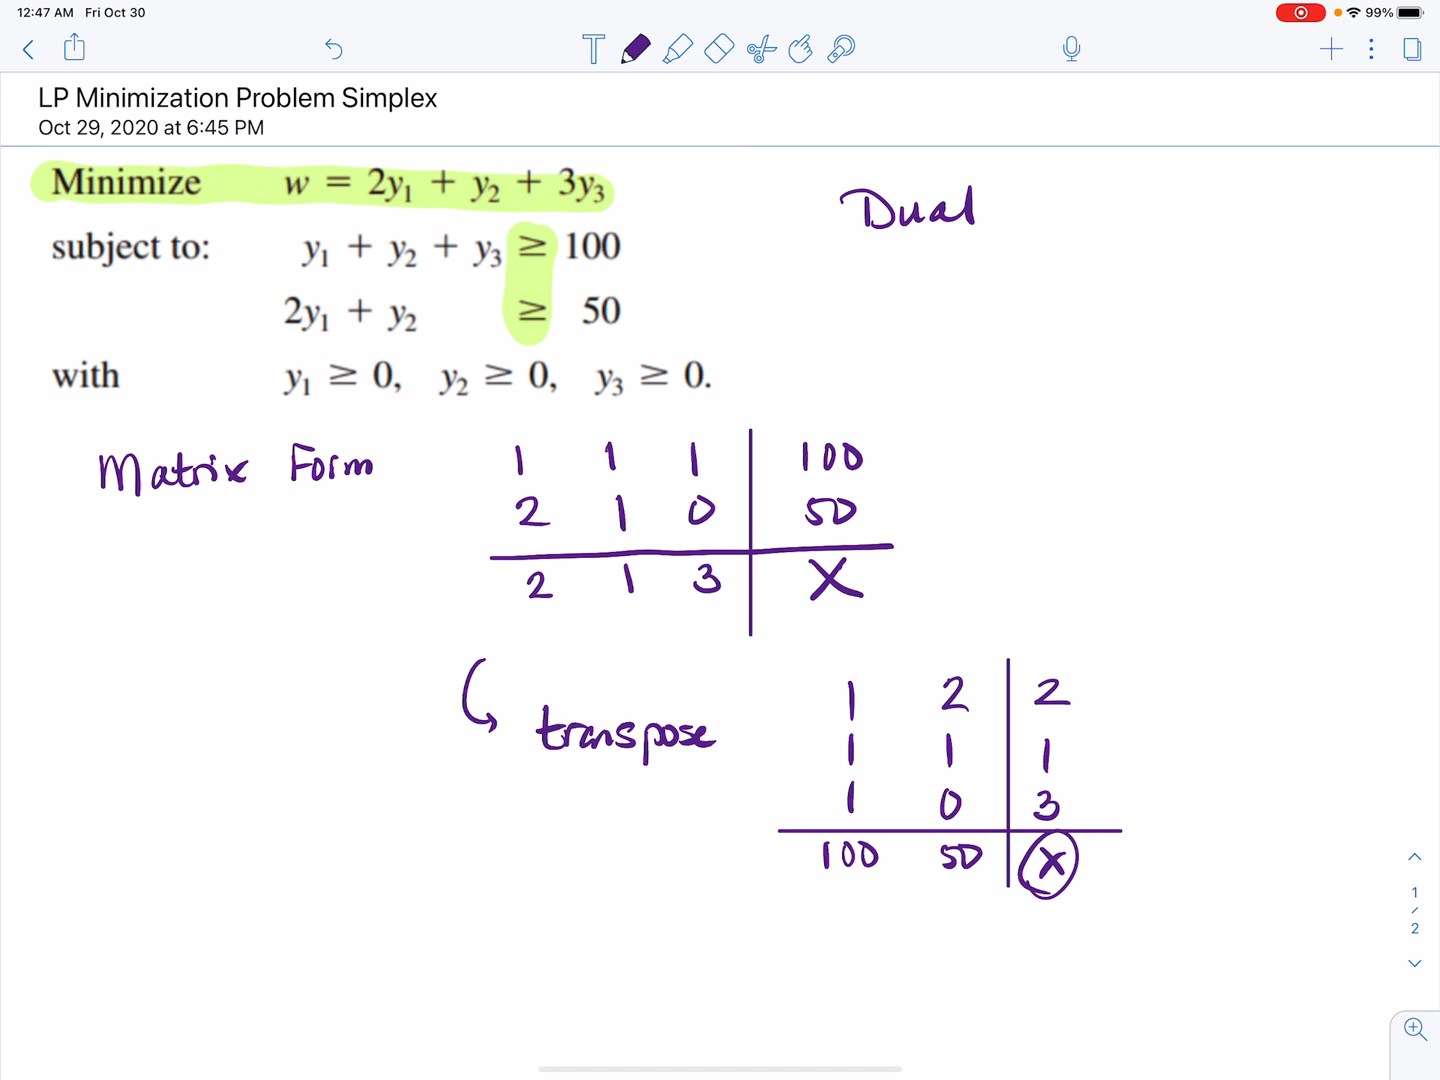 12:47 AM Fri Oct 30
99%
LP Minimization Problem Simplex
Oct 29, 2020 at 6:45 PM
Minimize w = 2y₁ + y₂ + 3y₃
Dual
subject to: y₁ + y₂ + y₃ ≥ 100
2y₁ + y₂ ≥ 50
with y₁ ≥ 0, y₂ ≥ 0, y₃ ≥ 0.
Matrix Form
1 1 1 100
2 1 0 50
2 1 3 X
transpose
1 2 2
1 1 1
1 0 3
100 50 X
1
/
2